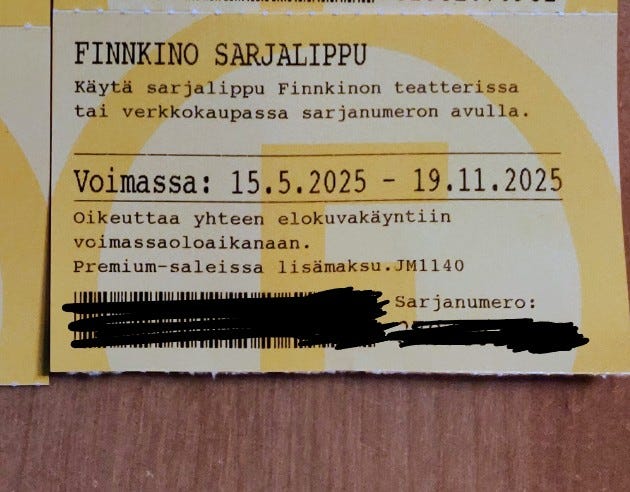 FINNKINO SARJALIPPU
Käytä sarjalippu Finnkinon teatterissa
tai verkkokaupassa sarjanumeron avulla.
Voimassa: 15.5.2025 - 19.11.2025
Oikeuttaa yhteen elokuvakäyntiin
voimassaoloaikanaan.
Premium-saleissa lisämaksu.JM1140
Sarjanumero: